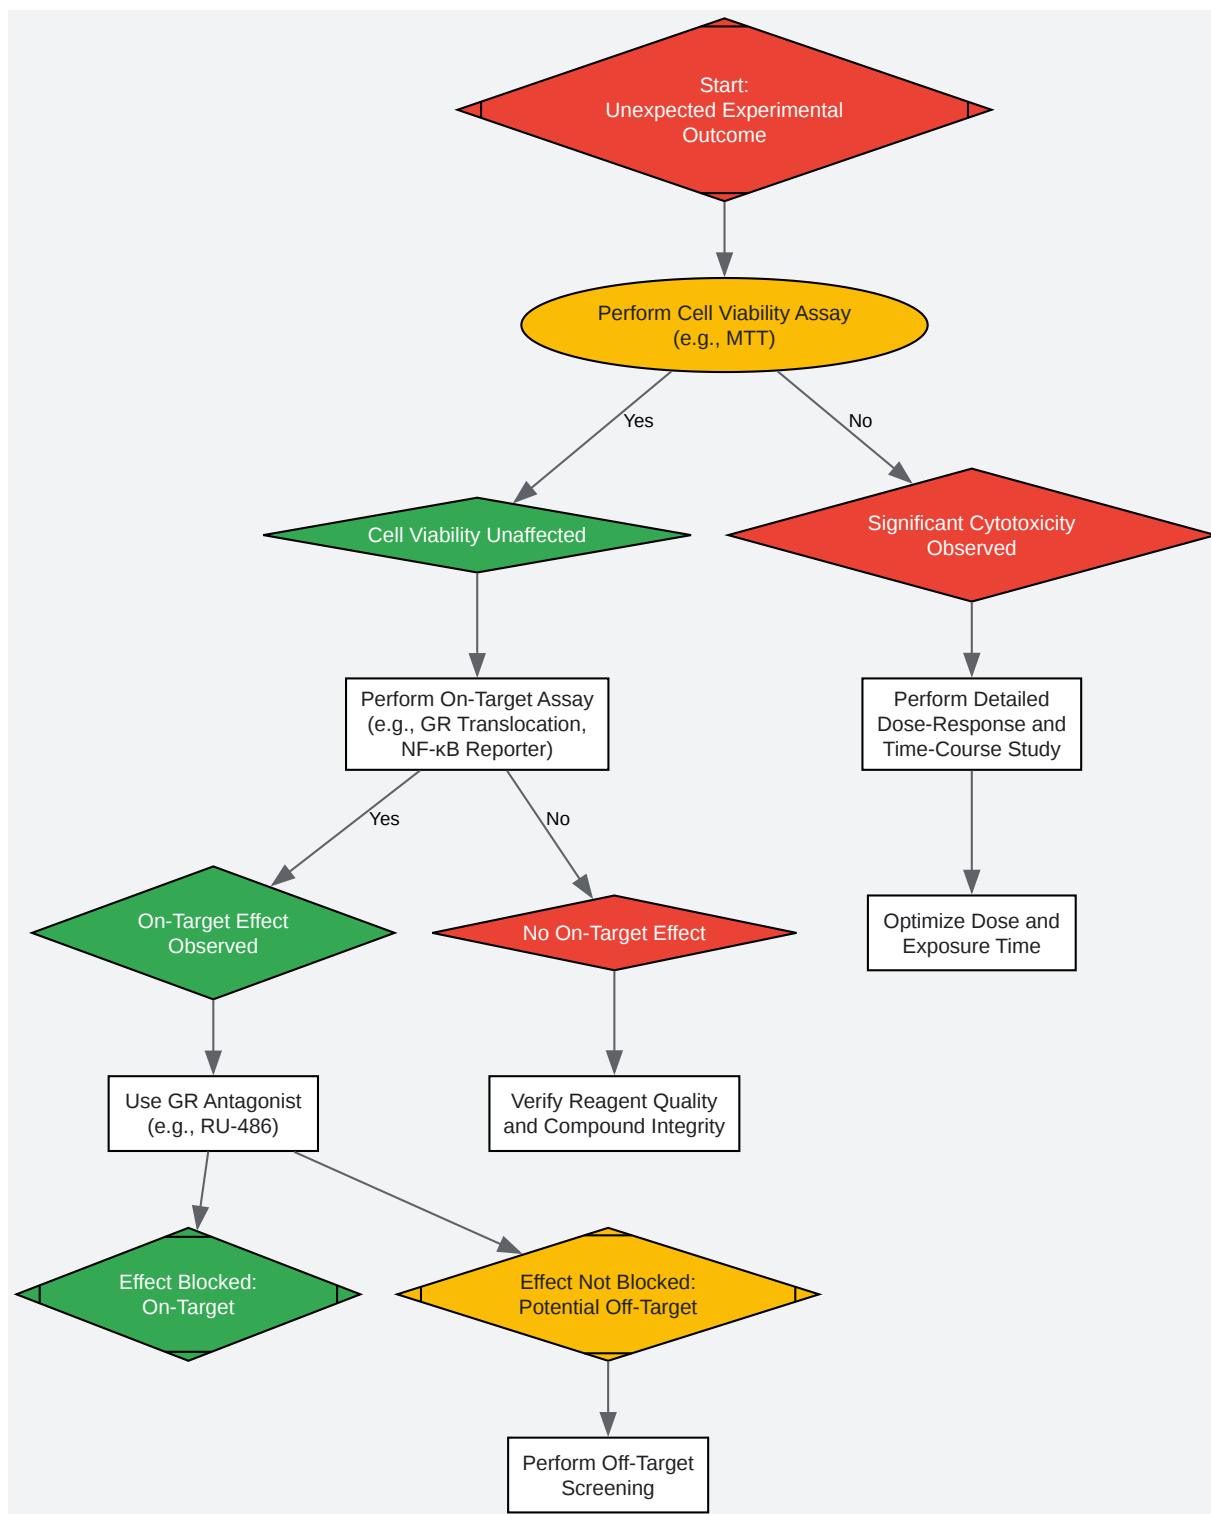 Start:
Unexpected Experimental
Outcome
Perform Cell Viability Assay
(e.g., MTT)
Yes
No
Cell Viability Unaffected
Significant Cytotoxicity
Observed
Perform On-Target Assay
(e.g., GR Translocation,
NF-κB Reporter)
Perform Detailed
Dose-Response and
Time-Course Study
Yes
No
On-Target Effect
Observed
No On-Target Effect
Optimize Dose and
Exposure Time
Use GR Antagonist
(e.g., RU-486)
Verify Reagent Quality
and Compound Integrity
Effect Blocked:
On-Target
Effect Not Blocked:
Potential Off-Target
Perform Off-Target
Screening